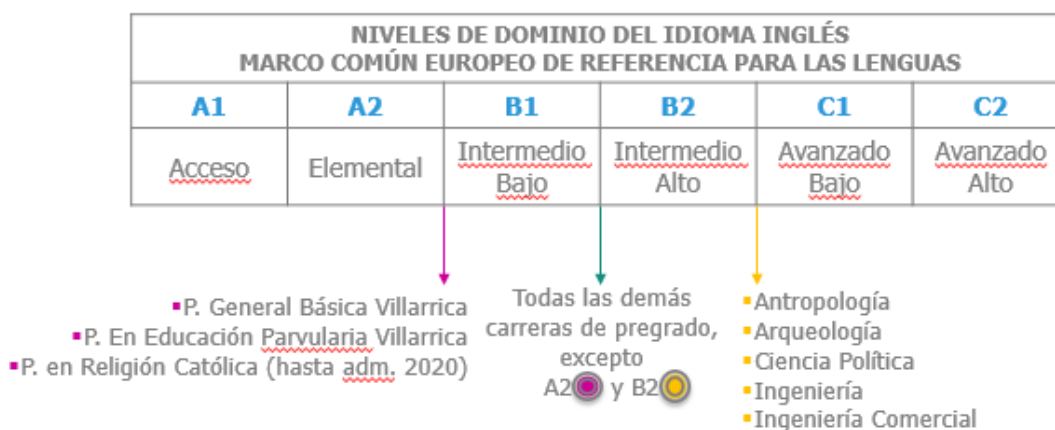 NIVELES DE DOMINIO DEL IDIOMA INGLÉS
MARCO COMÚN EUROPEO DE REFERENCIA PARA LAS LENGUAS
A1 A2 B1 B2 C1 C2
Acceso
Elemental
Intermedio
Bajo
Intermedio
Alto
Avanzado
Bajo
Avanzado
Alto
▪P. General Básica Villarrica
▪P. En Educación Parvularia Villarrica
▪P. en Religión Católica (hasta adm. 2020)
Todas las demás
carreras de pregrado,
excepto
A2 y B2
▪Antropología
▪Arqueología
▪Ciencia Política
▪Ingeniería
▪Ingeniería Comercial